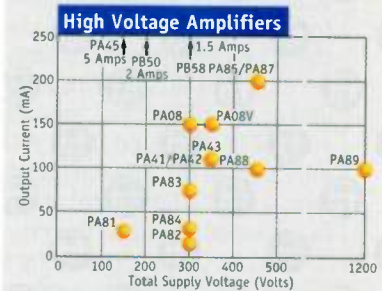 High Voltage Amplifiers
250
PA45
5 Amps
PB50
2 Amps
1.5 Amps
PB58 PA85/PA87
200
PA08 PA08V
150
PA43
PA41/PA42 PA88 PA89
100
PA83
50
PA81 PA84
PA82
0
0 100 200 300 400 500 1200
Output Current (mA)
Total Supply Voltage (Volts)